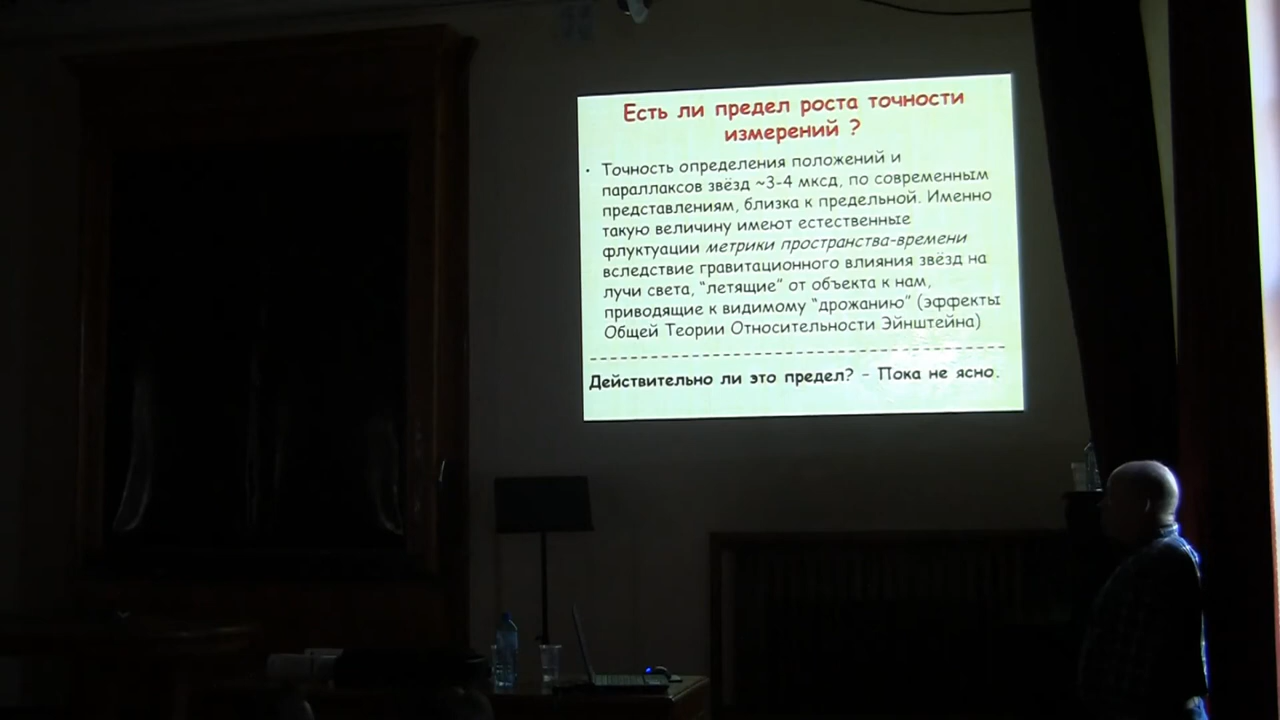 Есть ли предел роста точности
измерений ?
• Точность определения положений и
параллаксов звёзд ~3-4 мксд, по современным
представлениям, близка к предельной. Именно
такую величину имеют естественные
флуктуации метрики пространства-времени
вследствие гравитационного влияния звёзд на
лучи света, “летящие” от объекта к нам,
приводящие к видимому “дрожанию” (эффекты
Общей Теории Относительности Эйнштейна)
Действительно ли это предел? – Пока не ясно.